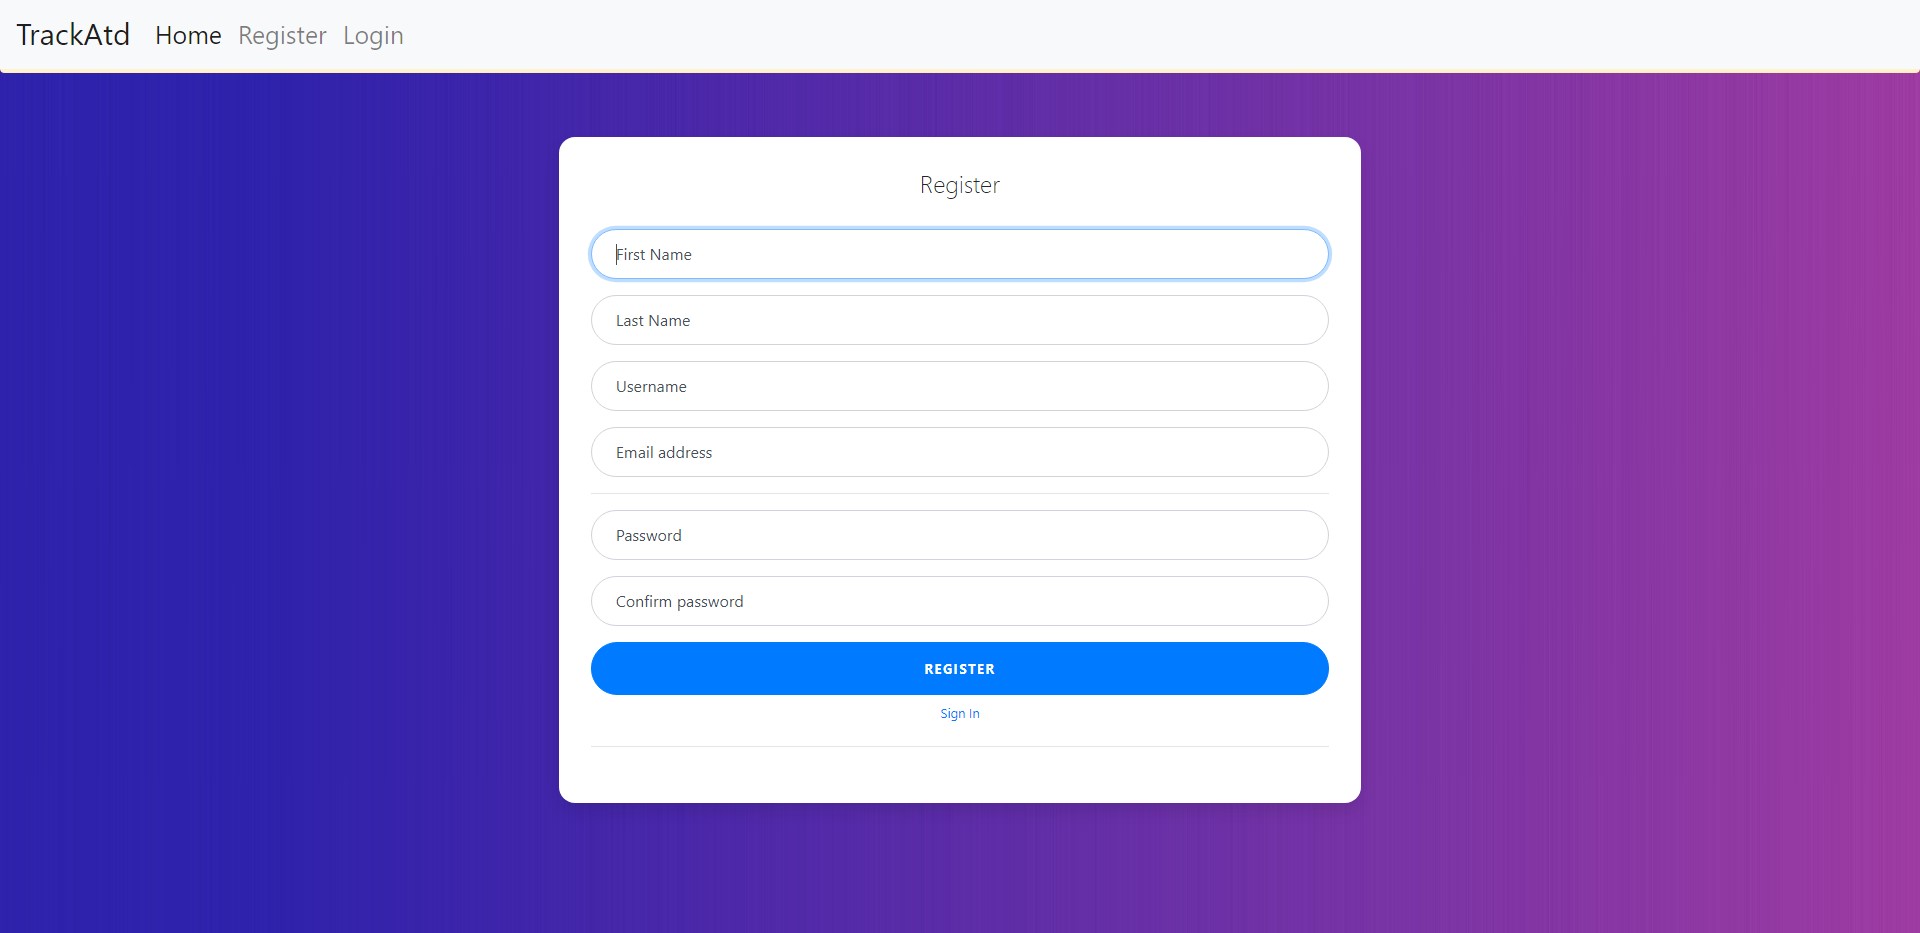 TrackAtd Home Register Login
Register
First Name
Last Name
Username
Email address
Password
Confirm password
REGISTER
Sign In